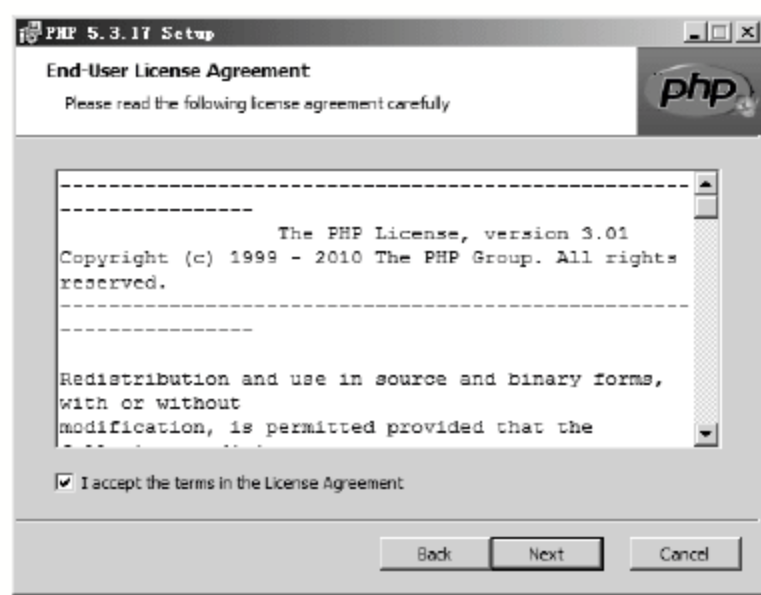 PHP 5.3.17 Setup
End-User License Agreement
Please read the following license agreement carefully
php
---------------------------------------------------
----------------
The PHP License, version 3.01
Copyright (c) 1999 - 2010 The PHP Group. All rights
reserved.
---------------------------------------------------
----------------
Redistribution and use in source and binary forms,
with or without
modification, is permitted provided that the
I accept the terms in the License Agreement
Back Next Cancel